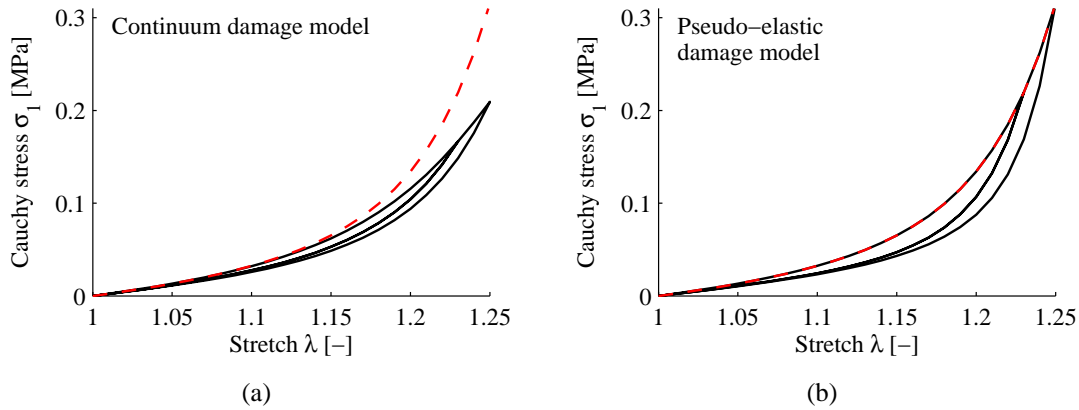 Continuum damage model
Cauchy stress σ1 [MPa]
0.3
0.2
0.1
0
1
1.05
1.1
1.15
1.2
1.25
Stretch λ [−]
(a)
Pseudo−elastic
damage model
Cauchy stress σ1 [MPa]
0.3
0.2
0.1
0
1
1.05
1.1
1.15
1.2
1.25
Stretch λ [−]
(b)